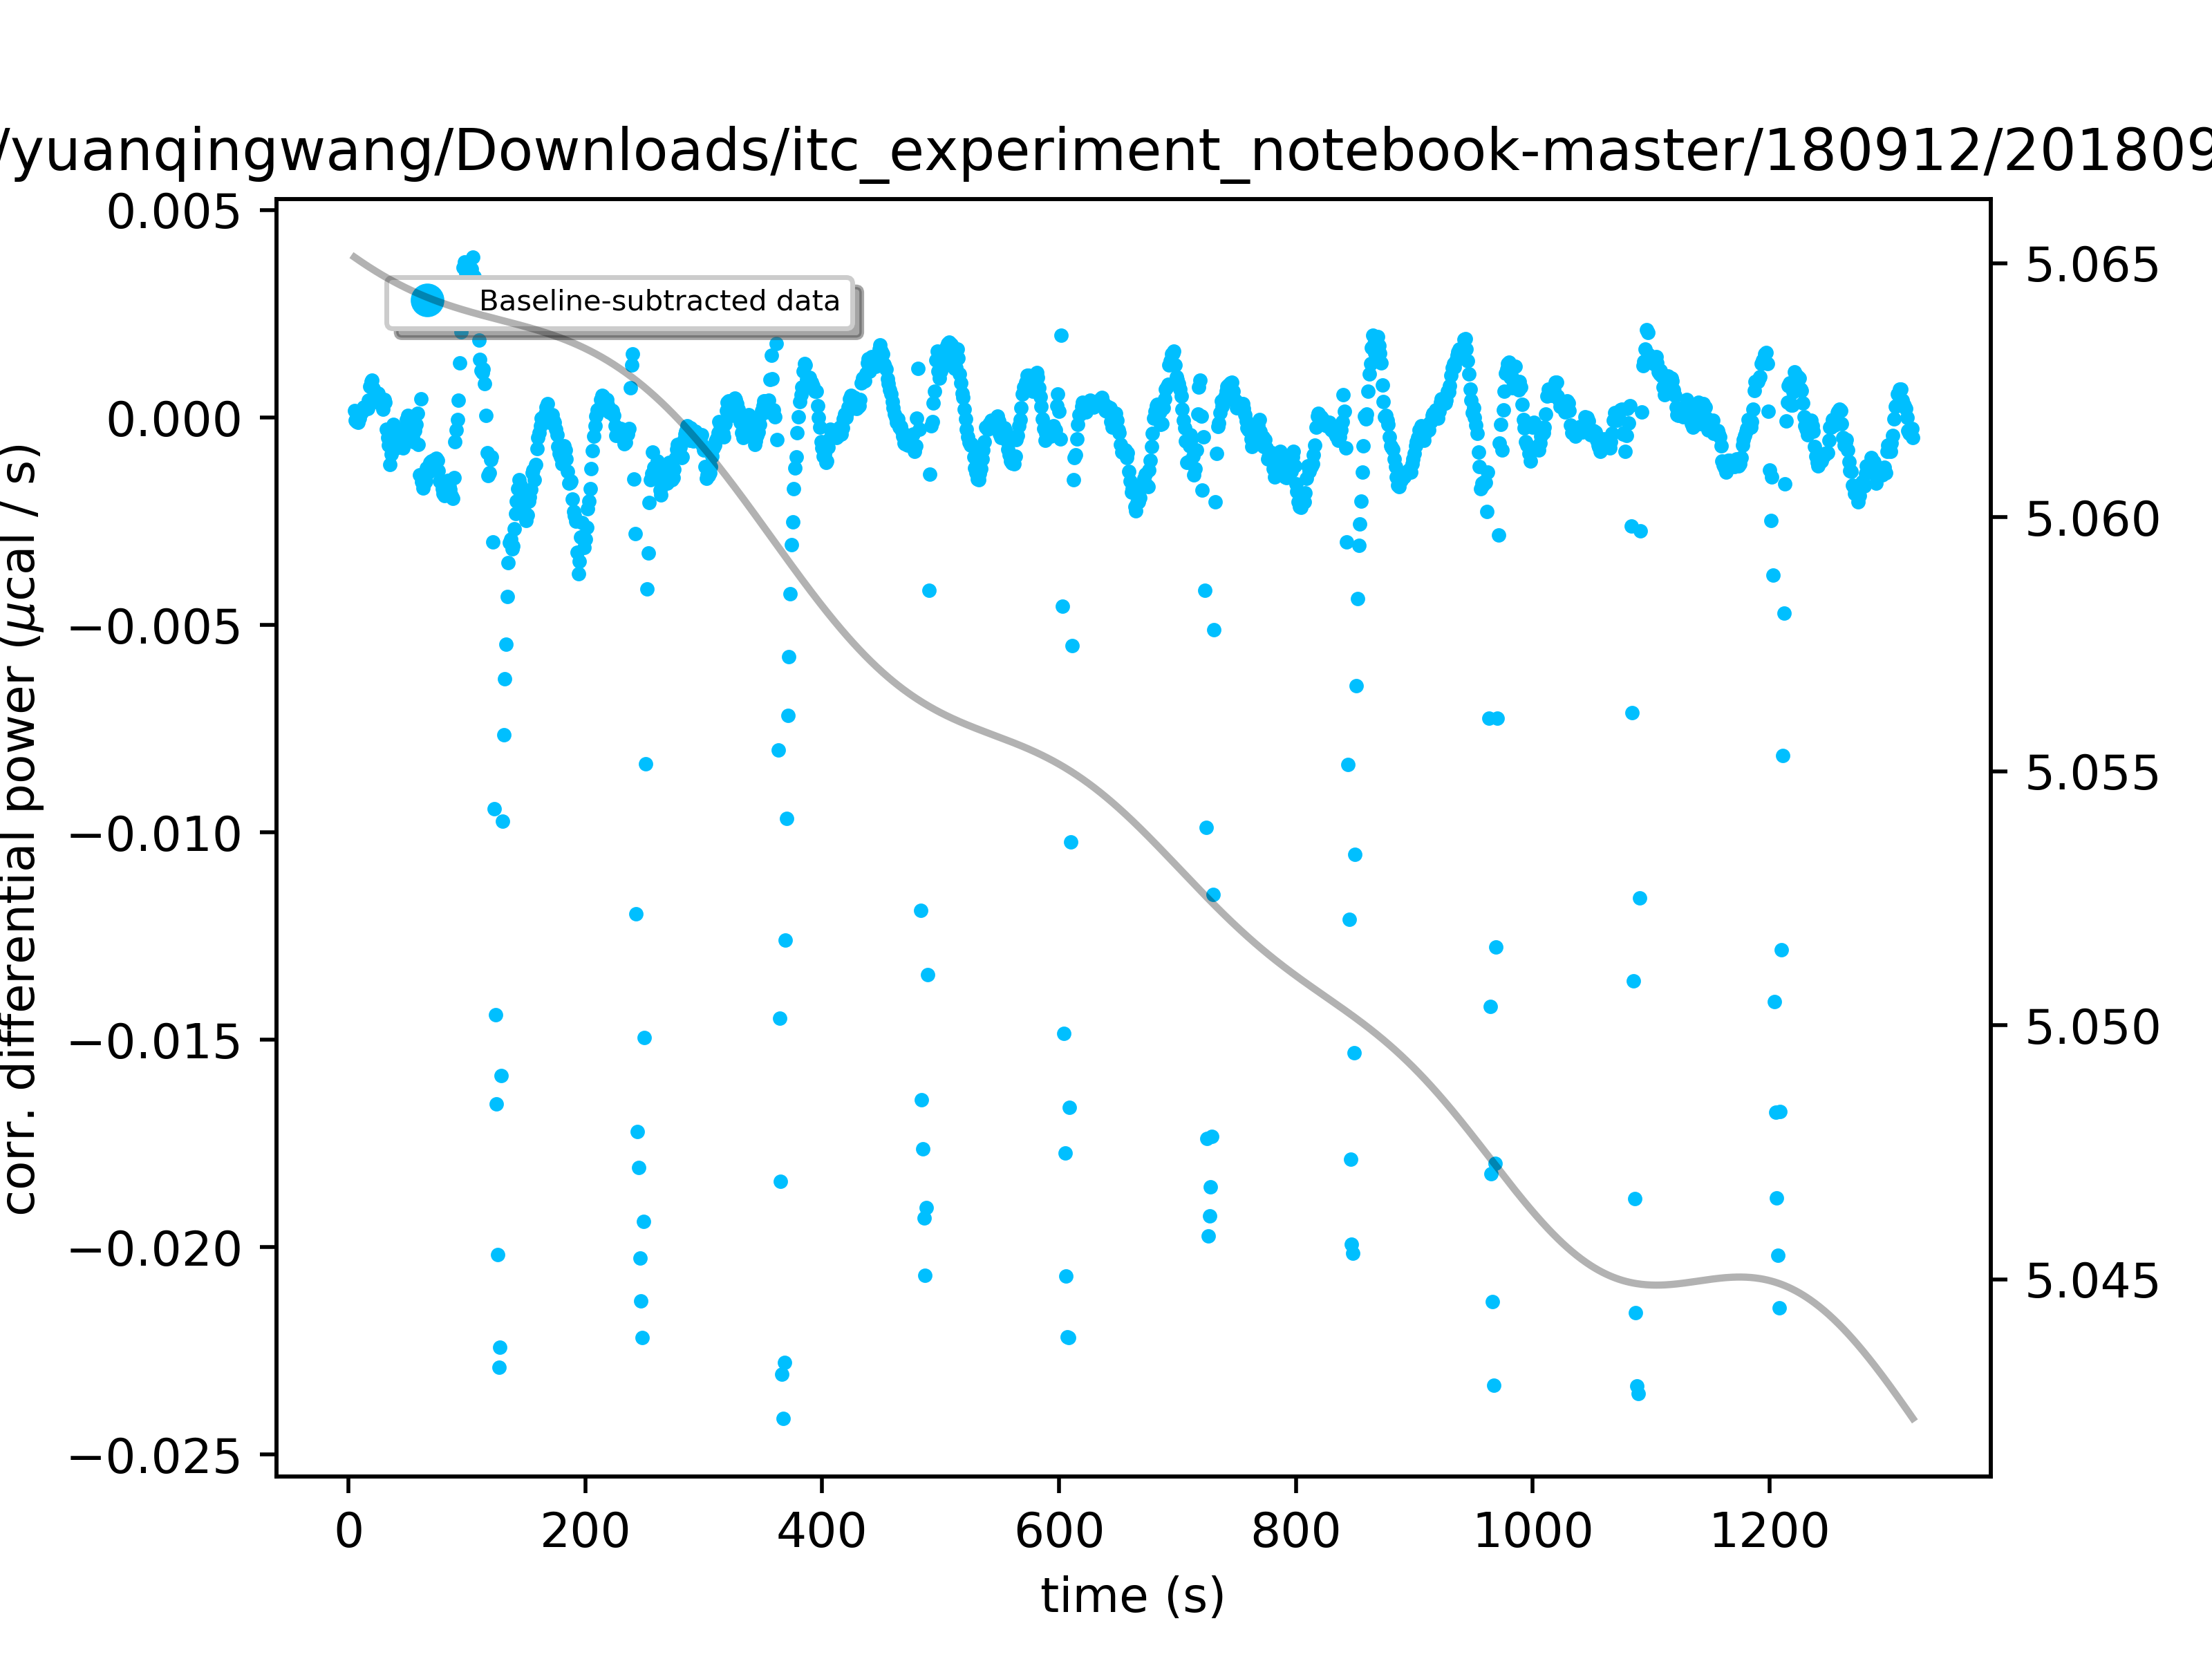 /yuanqingwang/Downloads/itc_experiment_notebook-master/180912/201809
0.005
0.000
−0.005
−0.010
−0.015
−0.020
−0.025
corr. differential power (μcal / s)
Baseline-subtracted data
5.065
5.060
5.055
5.050
5.045
0 200 400 600 800 1000 1200
time (s)